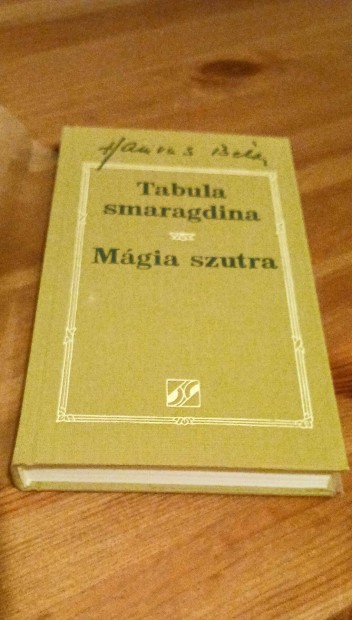 Hamvas Béla
Tabula
smaragdina
Mágia szutra